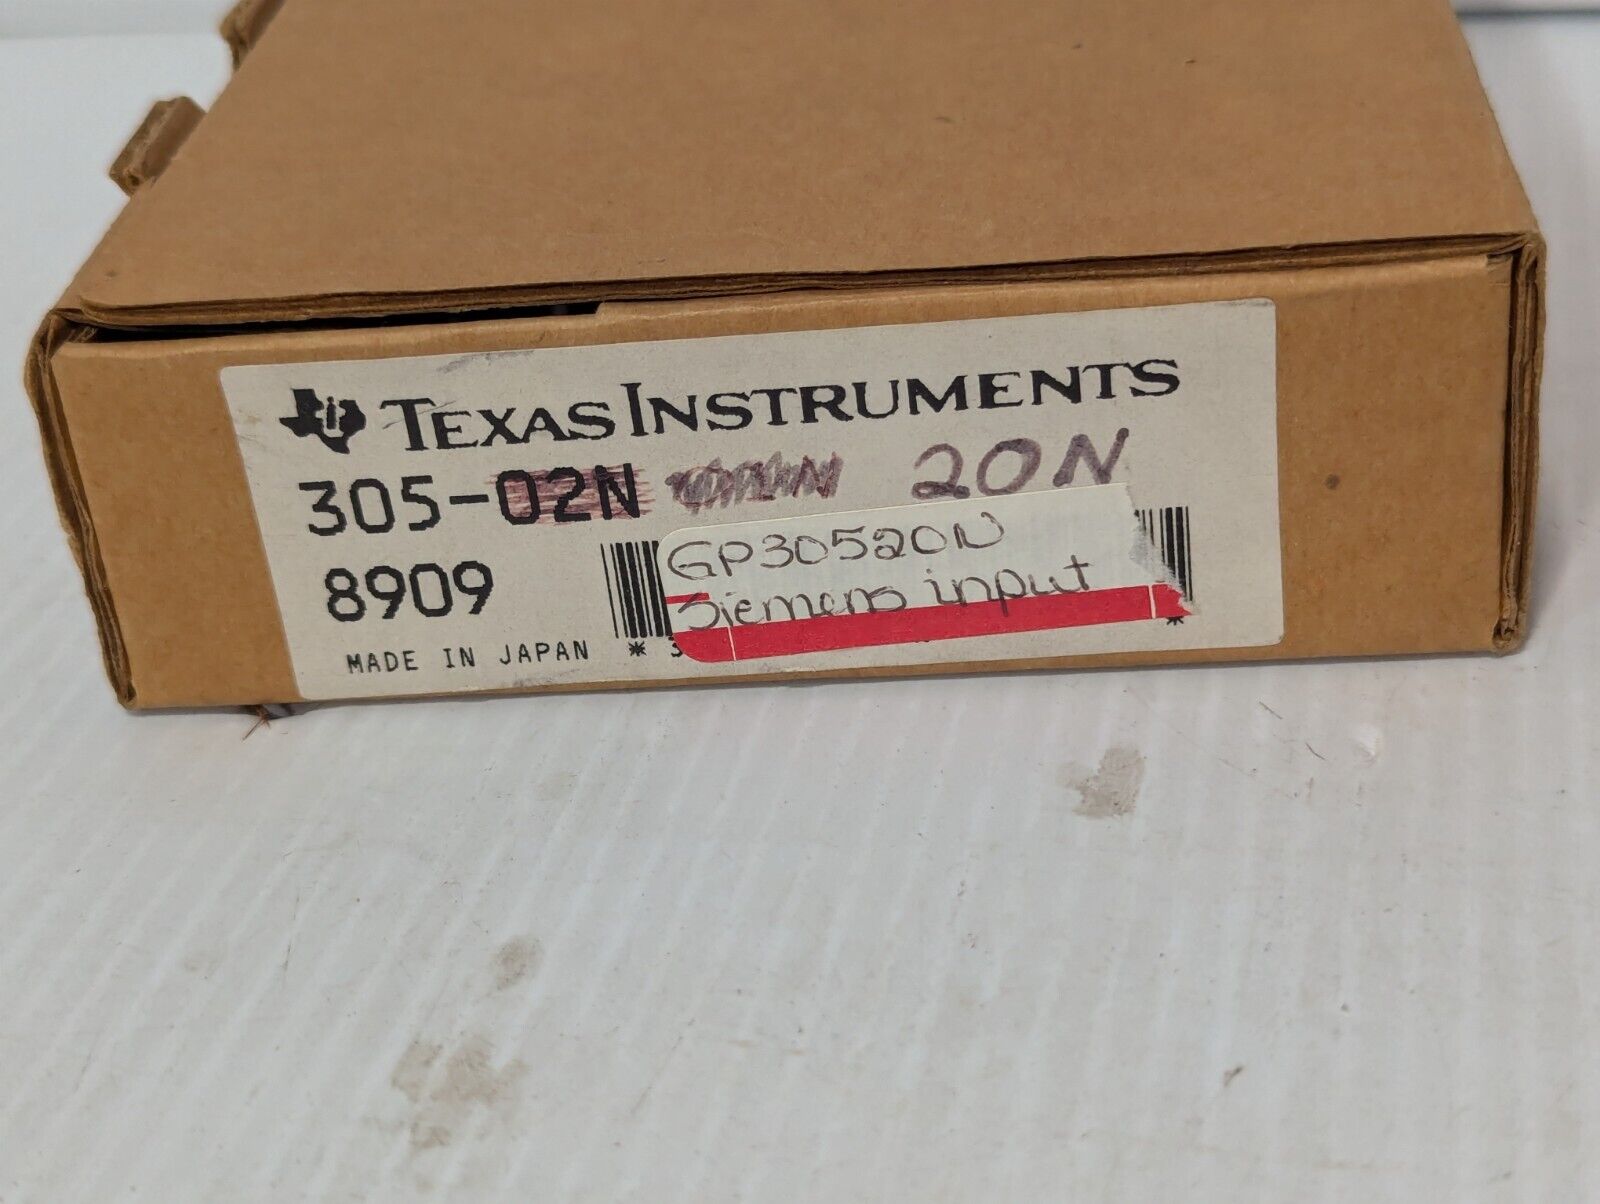 TEXAS INSTRUMENTS
305-02N 20N
GP30520N
8909
Siemens input
MADE IN JAPAN *
*